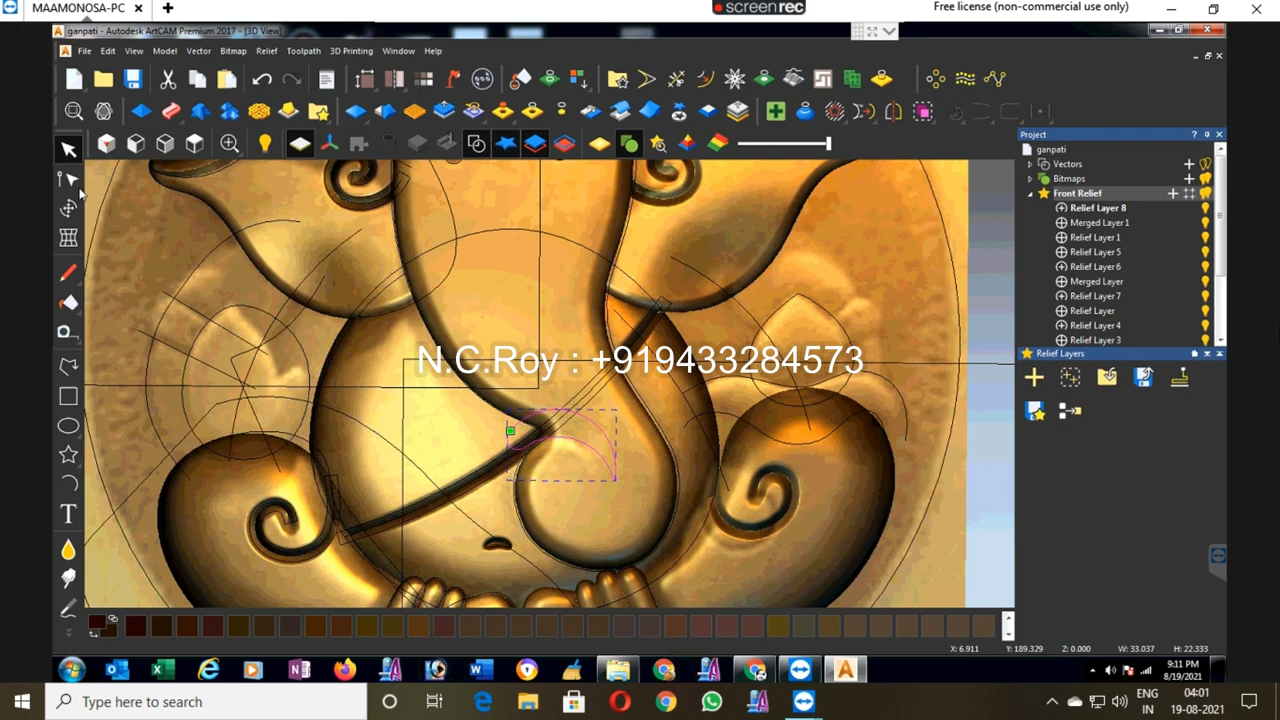 MAAMONOSA-PC
screenrec
Free license (non-commercial use only)
ganpati - Autodesk ArtCAM Premium 2017 - [3D View]
File Edit View Model Vector Bitmap Relief Toolpath 3D Printing Window Help
Project
ganpati
Vectors
Bitmaps
Front Relief
Relief Layer 8
Merged Layer 1
Relief Layer 1
Relief Layer 5
Relief Layer 6
Merged Layer
Relief Layer 7
Relief Layer
Relief Layer 4
Relief Layer 3
Relief Layers
N.C.Roy : +919433284573
X: 6.911 Y: 189.329 Z: 0.000 W: 33.037 H: 22.333
9:11 PM
8/19/2021
Type here to search
ENG
IN
04:01
19-08-2021